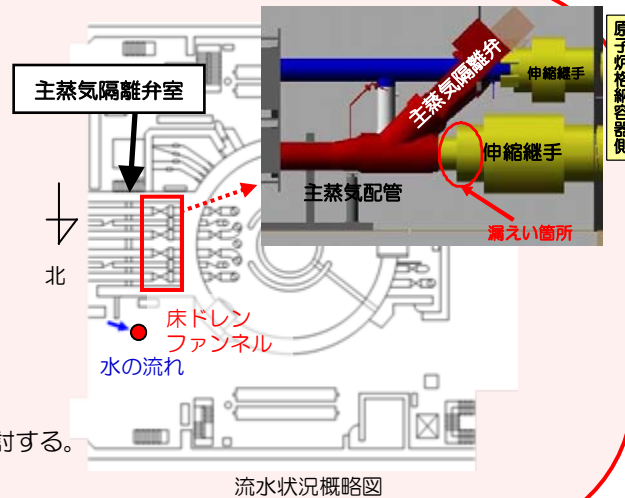 主蒸気隔離弁室
主蒸気隔離弁
伸縮継手
原子炉格納容器側
伸縮継手
主蒸気配管
漏えい箇所
北
床ドレン
ファンネル
水の流れ
討する。
流水状況概略図